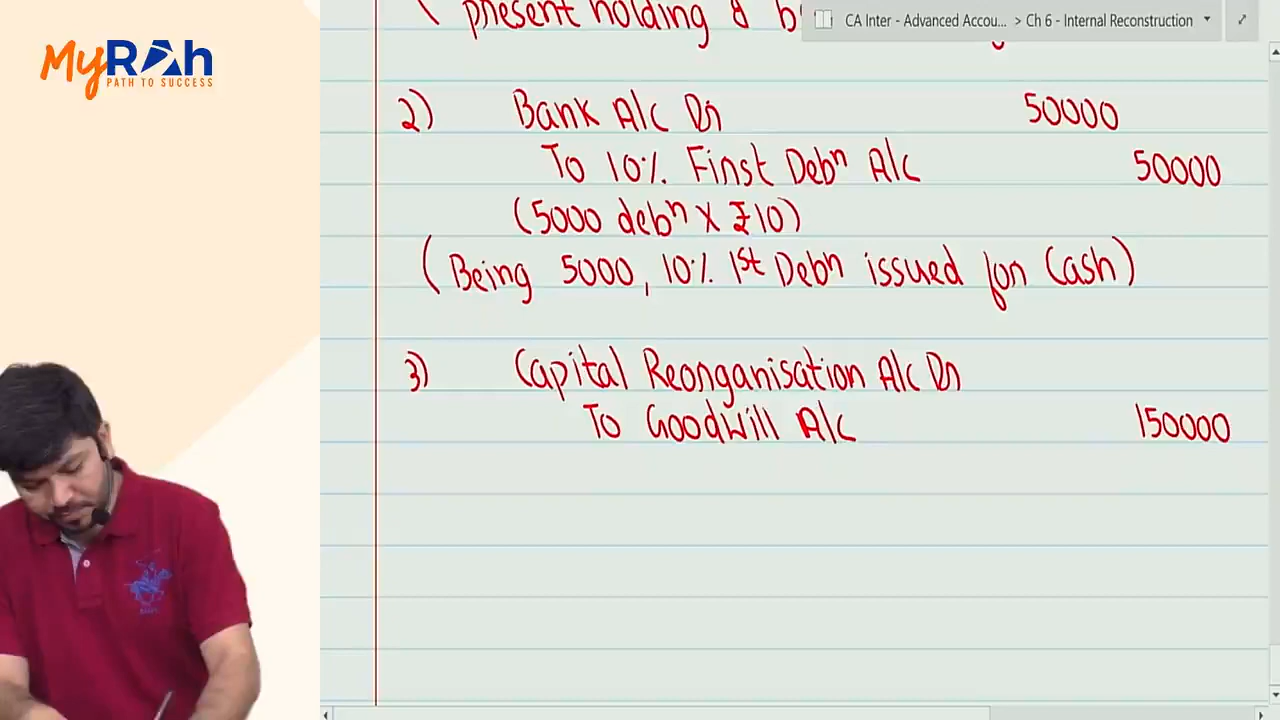 MyRAh
PATH TO SUCCESS
CA Inter - Advanced Accou... > Ch 6 - Internal Reconstruction
( present holding &
2) Bank A/c Dr 50000
To 10% First Debn A/c 50000
(5000 debn x ₹10)
(Being 5000, 10% 1st Debn issued for Cash)
3) Capital Reorganisation A/c Dr
To Goodwill A/c 150000